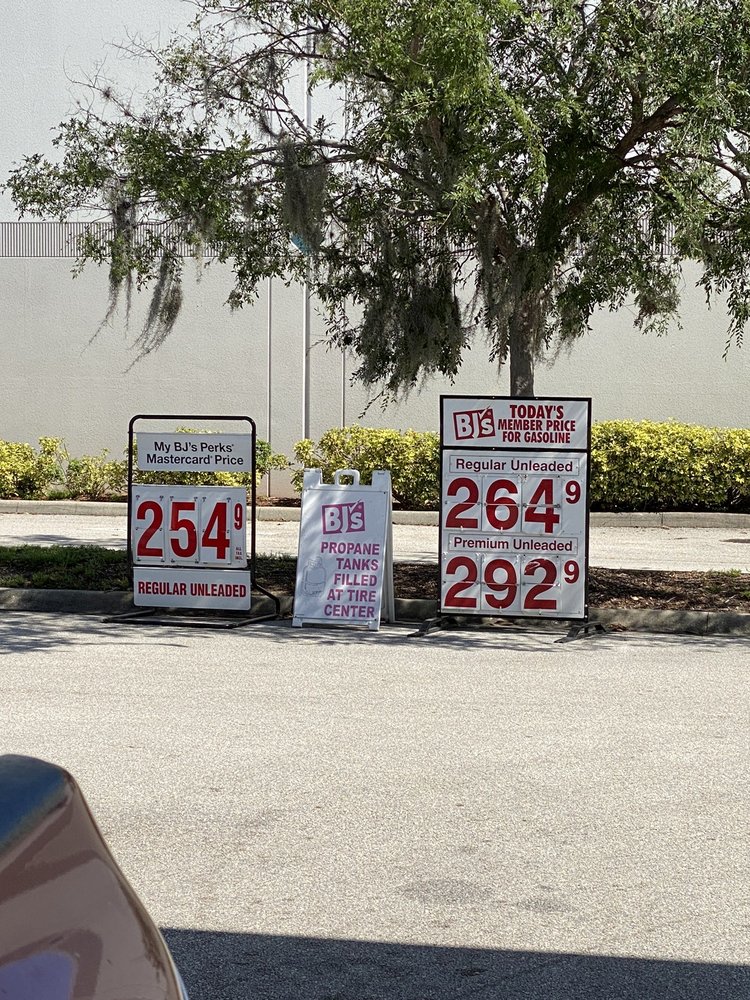 My BJ's Perks®
Mastercard® Price
254 9
REGULAR UNLEADED
BJ's
PROPANE
TANKS
FILLED
AT TIRE
CENTER
BJ's
TODAY'S
MEMBER PRICE
FOR GASOLINE
Regular Unleaded
264 9
Premium Unleaded
292 9